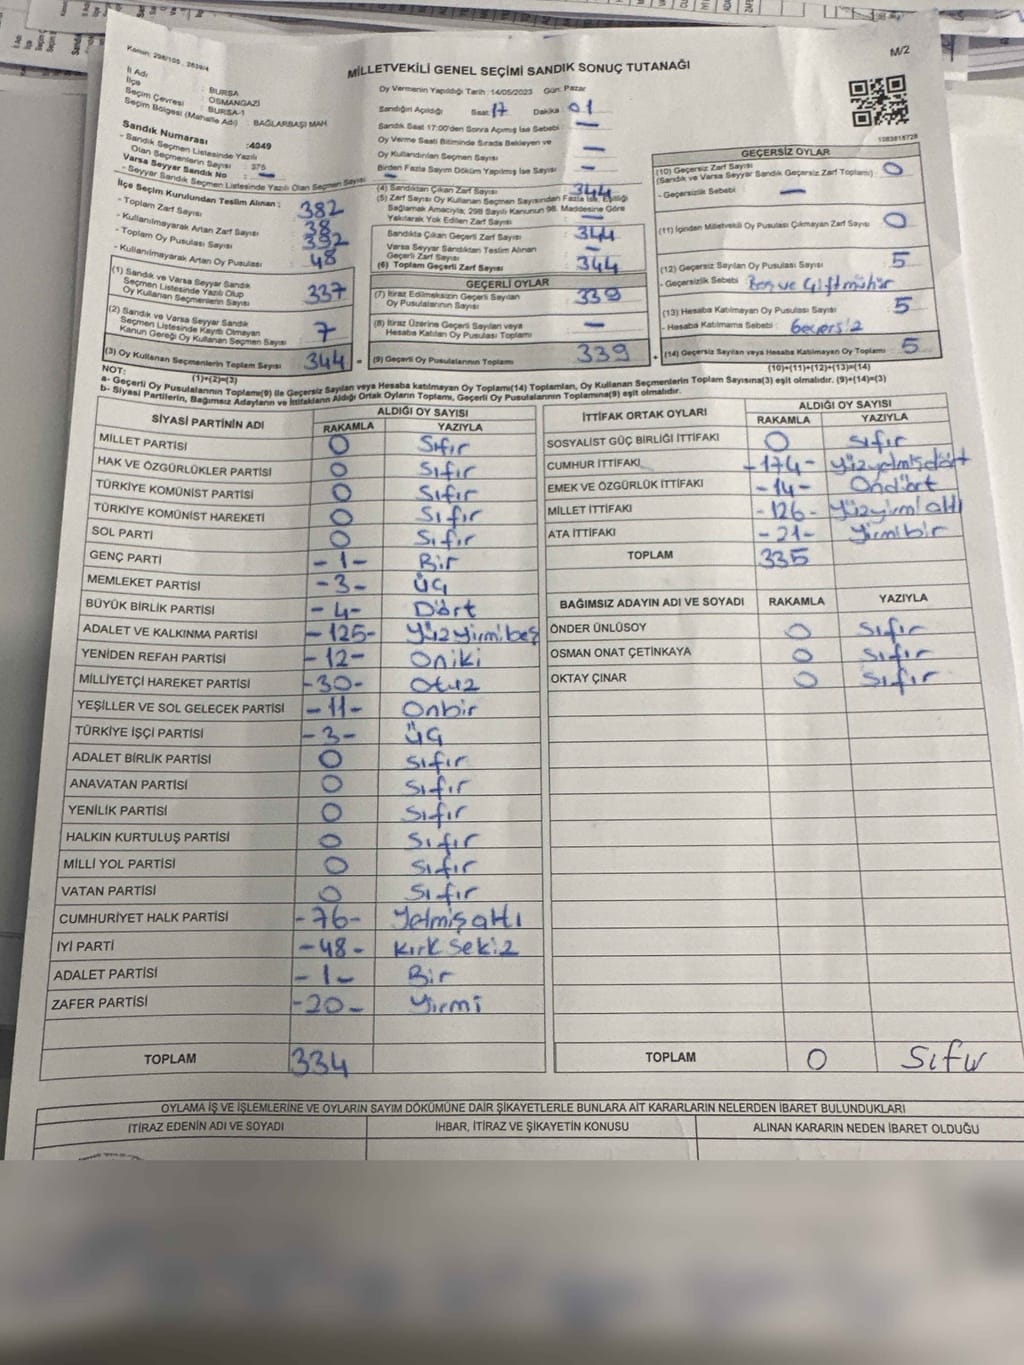 M/2
Kanun: 298/105 , 2839/4
MİLLETVEKİLİ GENEL SEÇİMİ SANDIK SONUÇ TUTANAĞI
İl Adı : BURSA
İlçe : OSMANGAZİ
Seçim Çevresi : BURSA-1
Seçim Bölgesi (Mahalle Adı) : BAĞLARBAŞI MAH.
Sandık Numarası :4049
- Sandık Seçmen Listesinde Yazılı Olan Seçmenlerin Sayısı : 375
Varsa Seyyar Sandık No : —
- Seyyar Sandık Seçmen Listesinde Yazılı Olan Seçmen Sayısı : —
İlçe Seçim Kurulundan Teslim Alınan :
- Toplam Zarf Sayısı : 382
- Kullanılmayarak Artan Zarf Sayısı : 38
- Toplam Oy Pusulası Sayısı : 392
- Kullanılmayarak Artan Oy Pusulası : 48
(1) Sandık ve Varsa Seyyar Sandık Seçmen Listesinde Yazılı Olup Oy Kullanan Seçmenlerin Sayısı : 337
(2) Sandık ve Varsa Seyyar Sandık Seçmen Listesinde Kayıtlı Olmayan Kanun Gereği Oy Kullanan Seçmen Sayısı : 7
(3) Oy Kullanan Seçmenlerin Toplam Sayısı : 344
(1)+(2)=(3)
Oy Vermenin Yapıldığı Tarih : 14/05/2023 Gün: Pazar
Sandığın Açıldığı Saat: 17 Dakika : 01
Sandık Saat 17:00'den Sonra Açımış İse Sebebi : —
Oy Verme Saati Bitiminde Sırada Bekleyen ve Oy Kullandırılan Seçmen Sayısı : —
Birden Fazla Sayım Döküm Yapılmış İse Sayısı : —
(4) Sandıktan Çıkan Zarf Sayısı : 344
(5) Zarf Sayısı Oy Kullanan Seçmen Sayısından Fazla İse, Eşitliği Sağlamak Amacıyla, 298 Sayılı Kanunun 98. Maddesine Göre Yakılarak Yok Edilen Zarf Sayısı : —
Sandıkta Çıkan Geçerli Zarf Sayısı : 344
Varsa Seyyar Sandıktan Teslim Alınan Geçerli Zarf Sayısı : —
(6) Toplam Geçerli Zarf Sayısı : 344
GEÇERLİ OYLAR
(7) İtiraz Edilmeksizin Geçerli Sayılan Oy Pusulalarının Sayısı : 339
(8) İtiraz Üzerine Geçerli Sayılan veya Hesaba Katılan Oy Pusulası Toplamı : —
= (9) Geçerli Oy Pusulalarının Toplamı : 339 +
1083818728
GEÇERSİZ OYLAR
(10) Geçersiz Zarf Sayısı (Sandık ve Varsa Seyyar Sandık Geçersiz Zarf Toplamı) : 0
- Geçersizlik Sebebi : —
(11) İçinden Milletvekili Oy Pusulası Çıkmayan Zarf Sayısı : 0
(12) Geçersiz Sayılan Oy Pusulası Sayısı : 5
- Geçersizlik Sebebi : Boş ve Çift mühür
(13) Hesaba Katılmayan Oy Pusulası Sayısı : 5
- Hesaba Katılmama Sebebi : Geçersiz
(14) Geçersiz Sayılan veya Hesaba Katılmayan Oy Toplamı : 5
(10)+(11)+(12)+(13)=(14)
NOT:
a- Geçerli Oy Pusulalarının Toplamı(9) ile Geçersiz Sayılan veya Hesaba katılmayan Oy Toplamı(14) Toplamları, Oy Kullanan Seçmenlerin Toplam Sayısına(3) eşit olmalıdır. (9)+(14)=(3)
b- Siyasi Partilerin, Bağımsız Adayların ve İttifakların Aldığı Ortak Oyların Toplamı, Geçerli Oy Pusulalarının Toplamına(9) eşit olmalıdır.
SİYASİ PARTİNİN ADI ALDIĞI OY SAYISI
RAKAMLA YAZIYLA
MİLLET PARTİSİ 0 Sıfır
HAK VE ÖZGÜRLÜKLER PARTİSİ 0 Sıfır
TÜRKİYE KOMÜNİST PARTİSİ 0 Sıfır
TÜRKİYE KOMÜNİST HAREKETİ 0 Sıfır
SOL PARTİ 0 Sıfır
GENÇ PARTİ -1- Bir
MEMLEKET PARTİSİ -3- Üç
BÜYÜK BİRLİK PARTİSİ -4- Dört
ADALET VE KALKINMA PARTİSİ -125- Yüzyirmibeş
YENİDEN REFAH PARTİSİ -12- Oniki
MİLLİYETÇİ HAREKET PARTİSİ -30- Otuz
YEŞİLLER VE SOL GELECEK PARTİSİ -11- Onbir
TÜRKİYE İŞÇİ PARTİSİ -3- Üç
ADALET BİRLİK PARTİSİ 0 Sıfır
ANAVATAN PARTİSİ 0 Sıfır
YENİLİK PARTİSİ 0 Sıfır
HALKIN KURTULUŞ PARTİSİ 0 Sıfır
MİLLİ YOL PARTİSİ 0 Sıfır
VATAN PARTİSİ 0 Sıfır
CUMHURİYET HALK PARTİSİ -76- Yetmişaltı
İYİ PARTİ -48- Kırk sekiz
ADALET PARTİSİ -1- Bir
ZAFER PARTİSİ -20- Yirmi
TOPLAM 334
İTTİFAK ORTAK OYLARI ALDIĞI OY SAYISI
RAKAMLA YAZIYLA
SOSYALİST GÜÇ BİRLİĞİ İTTİFAKI 0 Sıfır
CUMHUR İTTİFAKI -174- Yüzyetmişdört
EMEK VE ÖZGÜRLÜK İTTİFAKI -14- Ondört
MİLLET İTTİFAKI -126- Yüzyirmialtı
ATA İTTİFAKI -21- Yirmibir
TOPLAM 335
BAĞIMSIZ ADAYIN ADI VE SOYADI RAKAMLA YAZIYLA
ÖNDER ÜNLÜSOY 0 Sıfır
OSMAN ONAT ÇETİNKAYA 0 Sıfır
OKTAY ÇINAR 0 Sıfır
TOPLAM 0 Sıfır
OYLAMA İŞ VE İŞLEMLERİNE VE OYLARIN SAYIM DÖKÜMÜNE DAİR ŞİKAYETLERLE BUNLARA AİT KARARLARIN NELERDEN İBARET BULUNDUKLARI
İTİRAZ EDENİN ADI VE SOYADI İHBAR, İTİRAZ VE ŞİKAYETİN KONUSU ALINAN KARARIN NEDEN İBARET OLDUĞU